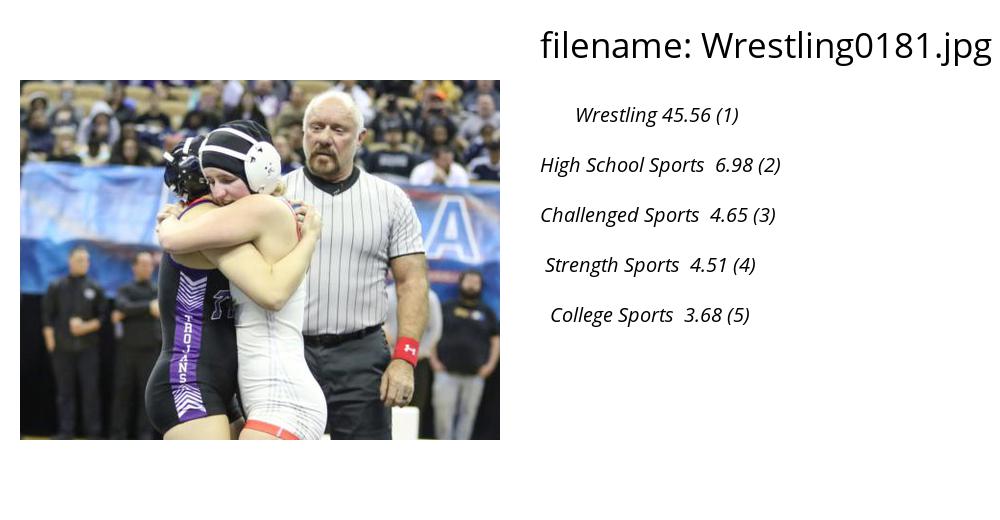 filename: Wrestling0181.jpg
Wrestling 45.56 (1)
High School Sports 6.98 (2)
Challenged Sports 4.65 (3)
Strength Sports 4.51 (4)
College Sports 3.68 (5)
A
TROJANS